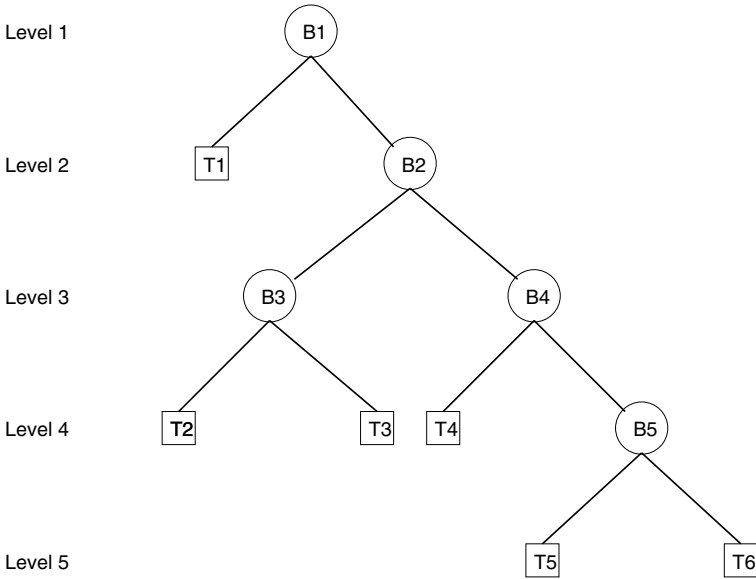 Level 1
B1
Level 2
T1
B2
Level 3
B3
B4
Level 4
T2
T3
T4
B5
Level 5
T5
T6